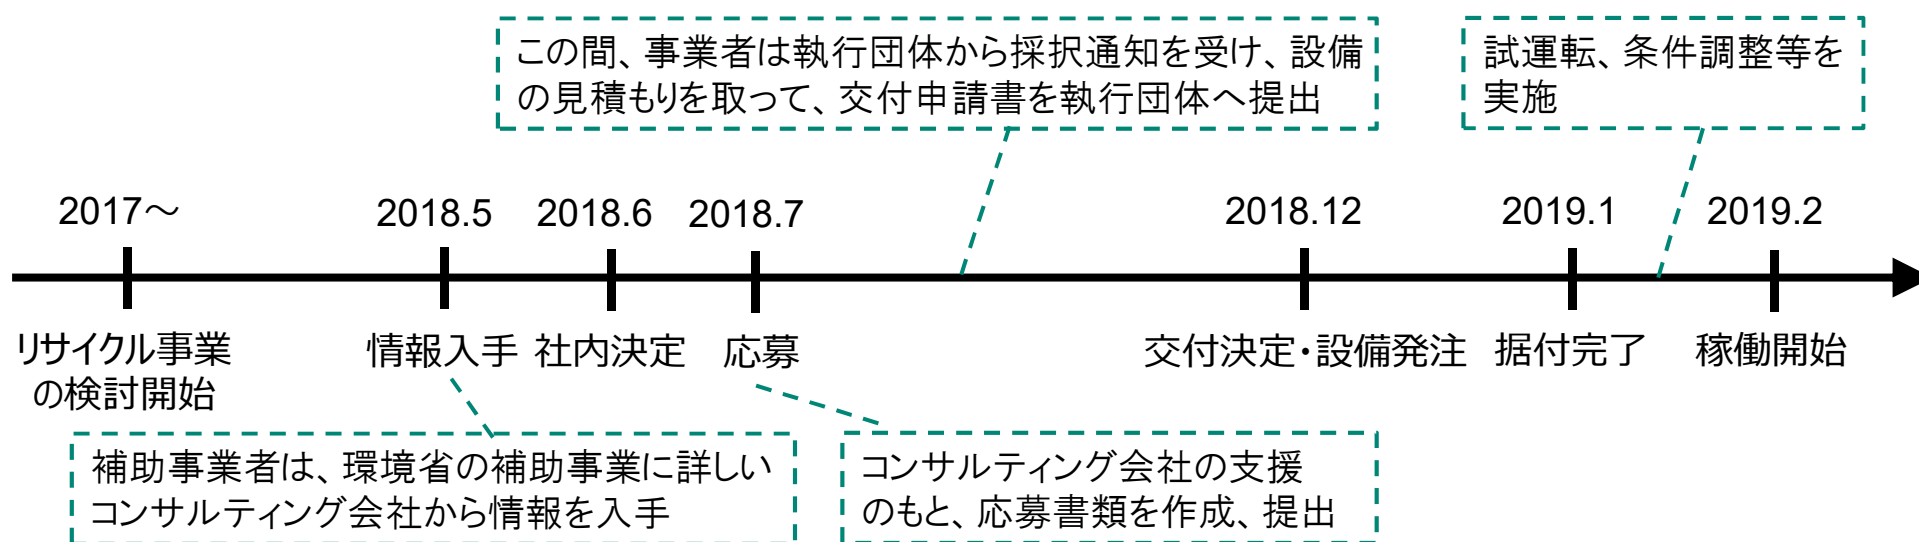 この間、事業者は執行団体から採択通知を受け、設備
の見積もりを取って、交付申請書を執行団体へ提出
試運転、条件調整等を
実施
2017～
2018.5
2018.6
2018.7
2018.12
2019.1
2019.2
リサイクル事業
の検討開始
情報入手
社内決定
応募
交付決定・設備発注
据付完了
稼働開始
補助事業者は、環境省の補助事業に詳しい
コンサルティング会社から情報を入手
コンサルティング会社の支援
のもと、応募書類を作成、提出